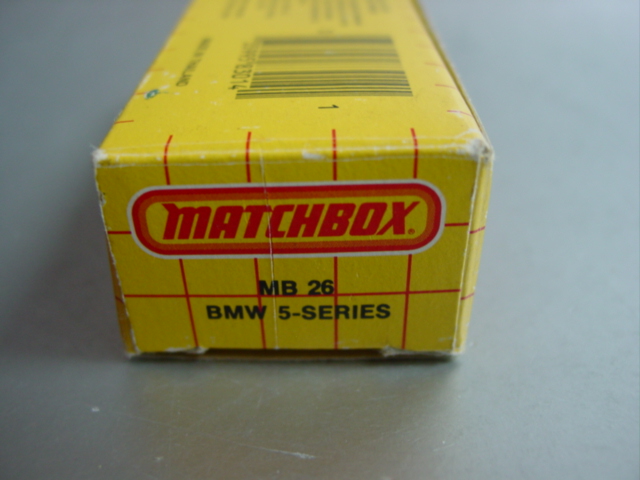 MATCHBOX
MB 26
BMW 5-SERIES
1